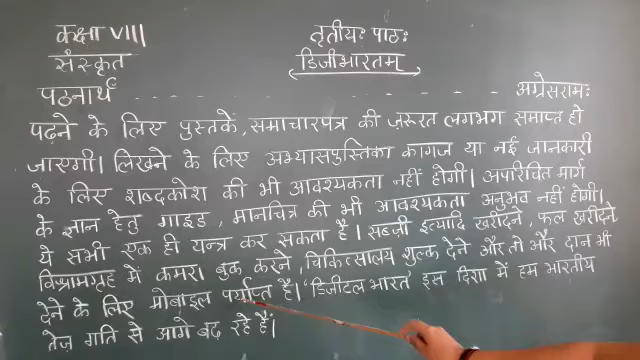 कक्षा VIII
संस्कृत
तृतीयः पाठः
डिजीभारतम्
पठनार्थं - - - - - - - - - - - - - - - अग्रेसरामः
पढ़ने के लिए पुस्तकें, समाचारपत्र की ज़रूरत लगभग समाप्त हो
जाएगी। लिखने के लिए अभ्यासपुस्तिका कागज या नई जानकारी
के लिए शब्दकोश की भी आवश्यकता नहीं होगी। अपरिचित मार्ग
के ज्ञान हेतु गाइड, मानचित्र की भी आवश्यकता अनुभव नहीं होगी।
ये सभी एक ही यन्त्र कर सकता है। सब्ज़ी इत्यादि खरीदने, फल खरीदने
विश्रामगृह में कमरा बुक करने, चिकित्सालय शुल्क देने और तो और दान भी
देने के लिए मोबाइल पर्याप्त है। 'डिजीटल भारत' इस दिशा में हम भारतीय
तेज़ गति से आगे बढ़ रहे हैं।